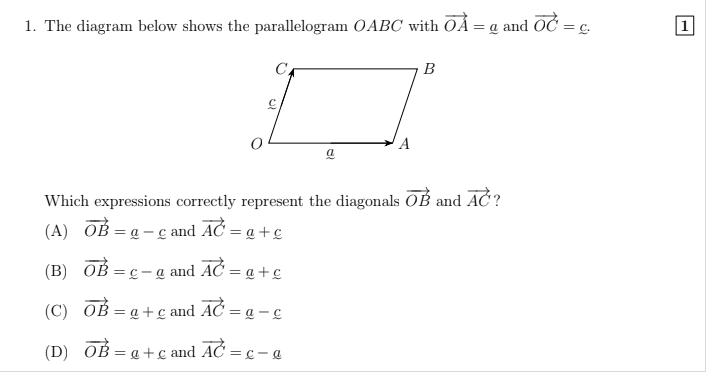 1. The diagram below shows the parallelogram OABC with $\overrightarrow{OA} = \underset{\sim}{a}$ and $\overrightarrow{OC} = \underset{\sim}{c}$. 1
C B
$\underset{\sim}{c}$
O A
$\underset{\sim}{a}$
Which expressions correctly represent the diagonals $\overrightarrow{OB}$ and $\overrightarrow{AC}$?
(A) $\overrightarrow{OB} = \underset{\sim}{a} - \underset{\sim}{c}$ and $\overrightarrow{AC} = \underset{\sim}{a} + \underset{\sim}{c}$
(B) $\overrightarrow{OB} = \underset{\sim}{c} - \underset{\sim}{a}$ and $\overrightarrow{AC} = \underset{\sim}{a} + \underset{\sim}{c}$
(C) $\overrightarrow{OB} = \underset{\sim}{a} + \underset{\sim}{c}$ and $\overrightarrow{AC} = \underset{\sim}{a} - \underset{\sim}{c}$
(D) $\overrightarrow{OB} = \underset{\sim}{a} + \underset{\sim}{c}$ and $\overrightarrow{AC} = \underset{\sim}{c} - \underset{\sim}{a}$